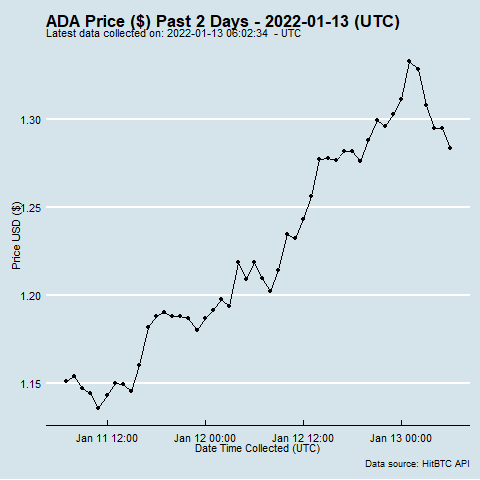 ADA Price ($) Past 2 Days - 2022-01-13 (UTC)
Latest data collected on: 2022-01-13 06:02:34  - UTC
1.30
1.25
1.20
1.15
Price USD ($)
Jan 11 12:00 Jan 12 00:00 Jan 12 12:00 Jan 13 00:00
Date Time Collected (UTC)
Data source: HitBTC API